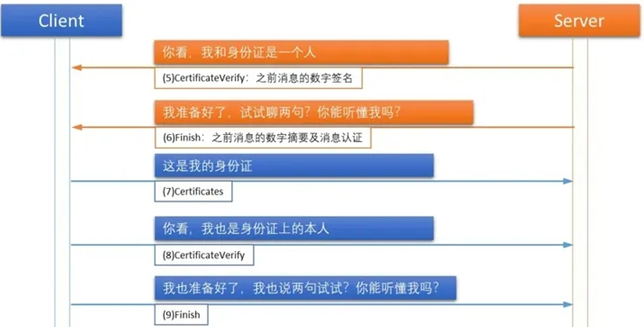 Client
Server
你看，我和身份证是一个人
(5)CertificateVerify：之前消息的数字签名
我准备好了，试试聊两句？你能听懂我吗？
(6)Finish：之前消息的数字摘要及消息认证
这是我的身份证
(7)Certificates
你看，我也是身份证上的本人
(8)CertificateVerify
我也准备好了，我也说两句试试？你能听懂我吗？
(9)Finish